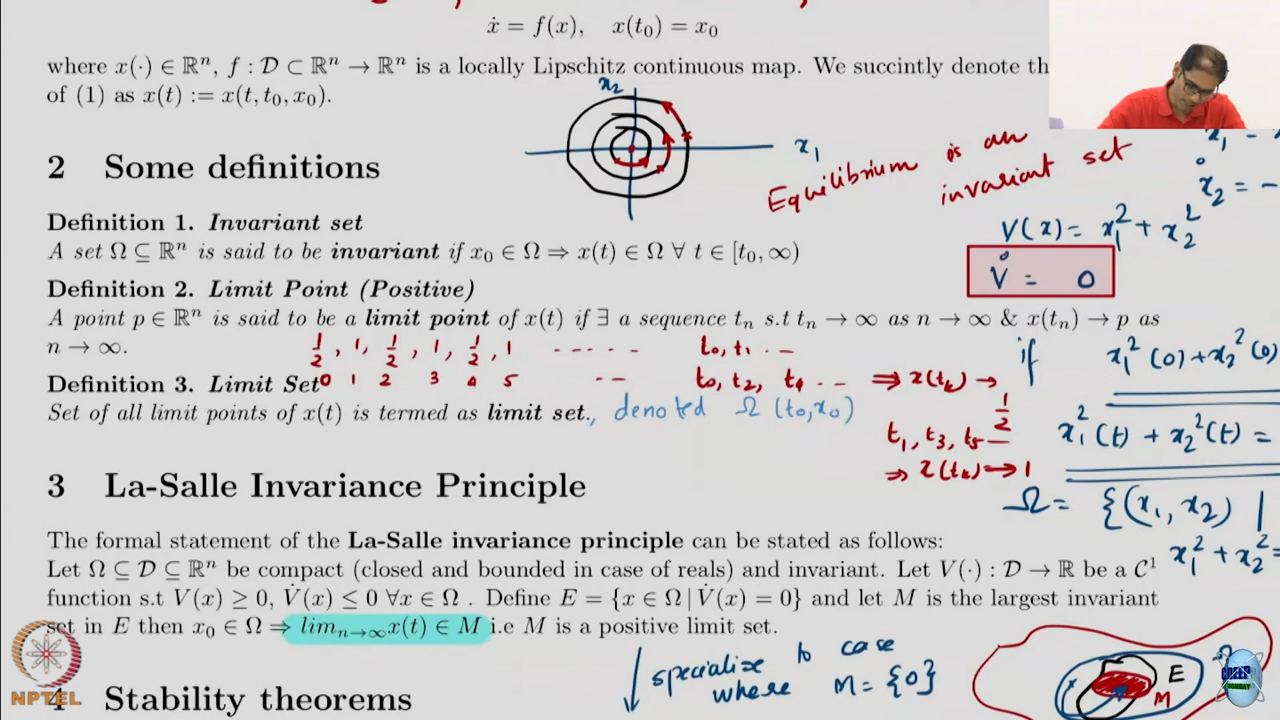 ẋ = f(x), x(t₀) = x₀
where x(·) ∈ ℝⁿ, f : 𝒟 ⊂ ℝⁿ → ℝⁿ is a locally Lipschitz continuous map. We succintly denote th
of (1) as x(t) := x(t, t₀, x₀).
x₂
x₁
Equilibrium is an
invariant set
ẋ₂ = −
2 Some definitions
Definition 1. Invariant set
V(x) = x₁² + x₂²
A set Ω ⊆ ℝⁿ is said to be invariant if x₀ ∈ Ω ⇒ x(t) ∈ Ω ∀ t ∈ [t₀, ∞)
V̇ = 0
Definition 2. Limit Point (Positive)
A point p ∈ ℝⁿ is said to be a limit point of x(t) if ∃ a sequence tₙ s.t tₙ → ∞ as n → ∞ & x(tₙ) → p as
n → ∞.
1/2, 1, 1/2, 1, 1/2, 1 ...... t₀, t₁ ...
if x₁²(0) + x₂²(0)
Definition 3. Limit Set
0 1 2 3 4 5 ... t₀, t₂, t₄ ... ⇒ x(tₖ) → 1/2
Set of all limit points of x(t) is termed as limit set., denoted Ω (t₀, x₀)
t₁, t₃, t₅ –
x₁²(t) + x₂²(t) =
⇒ x(tₖ) → 1
3 La-Salle Invariance Principle
Ω = {(x₁, x₂) |
x₁² + x₂² =
The formal statement of the La-Salle invariance principle can be stated as follows:
Let Ω ⊆ 𝒟 ⊆ ℝⁿ be compact (closed and bounded in case of reals) and invariant. Let V(·) : 𝒟 → ℝ be a 𝒞¹
function s.t V(x) ≥ 0, V̇(x) ≤ 0 ∀x ∈ Ω . Define E = {x ∈ Ω | V̇(x) = 0} and let M is the largest invariant
set in E then x₀ ∈ Ω ⇒ limₙ→∞x(t) ∈ M i.e M is a positive limit set.
specialize to case
where M = {0}
E
M
4 Stability theorems
NPTEL